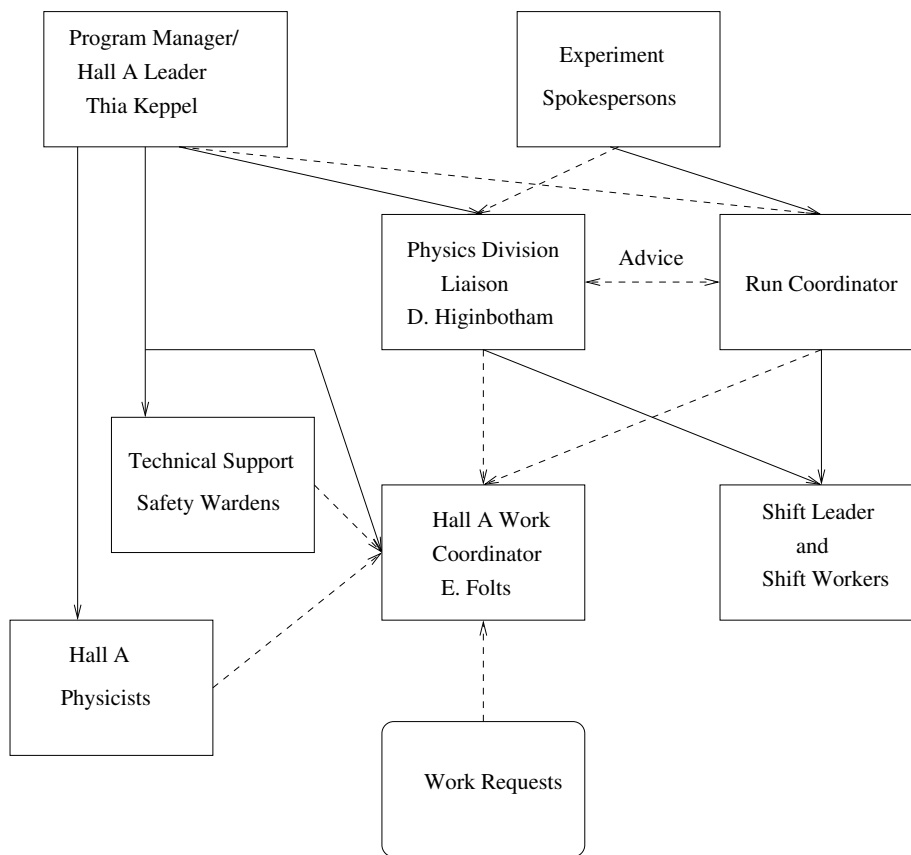 Program Manager/
Hall A Leader
Thia Keppel
Experiment
Spokespersons
Physics Division
Liaison
D. Higinbotham
Advice
Run Coordinator
Technical Support
Safety Wardens
Hall A Work
Coordinator
E. Folts
Shift Leader
and
Shift Workers
Hall A
Physicists
Work Requests